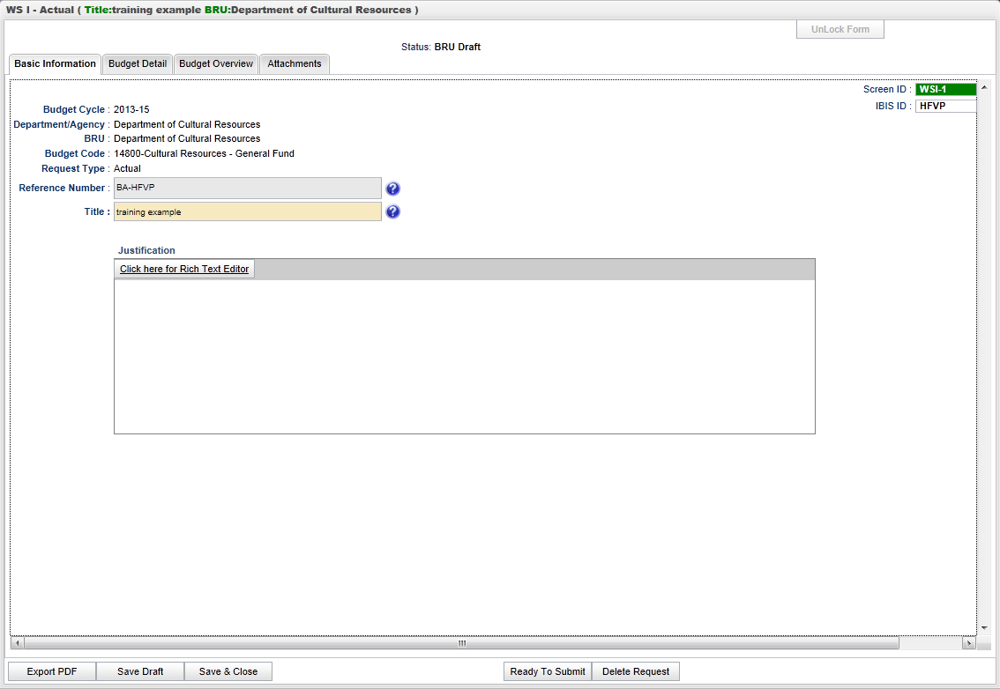 WS I - Actual ( Title:training example BRU:Department of Cultural Resources )
UnLock Form
Status: BRU Draft
Basic Information Budget Detail Budget Overview Attachments
Screen ID : WSI-1
IBIS ID : HFVP
Budget Cycle : 2013-15
Department/Agency : Department of Cultural Resources
BRU : Department of Cultural Resources
Budget Code : 14800-Cultural Resources - General Fund
Request Type : Actual
Reference Number : BA-HFVP ?
Title : training example ?
Justification
Click here for Rich Text Editor
Export PDF Save Draft Save & Close Ready To Submit Delete Request